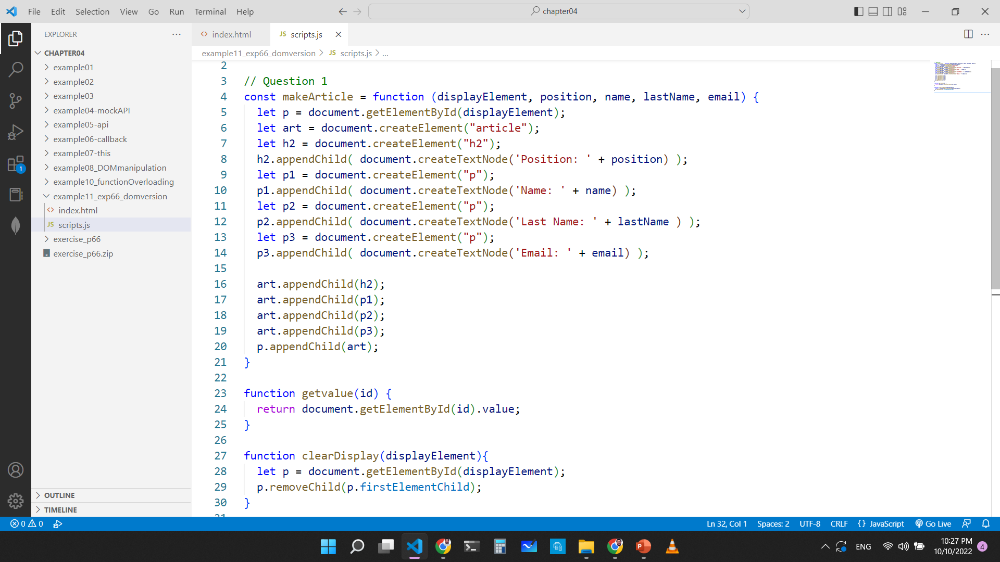 File Edit Selection View Go Run Terminal Help
chapter04
EXPLORER
index.html
JS scripts.js
CHAPTER04
example01
example02
example03
example04-mockAPI
example05-api
example06-callback
example07-this
example08_DOMmanipulation
example10_functionOverloading
example11_exp66_domversion
index.html
JS scripts.js
exercise_p66
exercise_p66.zip
OUTLINE
TIMELINE
example11_exp66_domversion > JS scripts.js > ...
2
3 // Question 1
4 const makeArticle = function (displayElement, position, name, lastName, email) {
5 let p = document.getElementById(displayElement);
6 let art = document.createElement("article");
7 let h2 = document.createElement("h2");
8 h2.appendChild( document.createTextNode('Position: ' + position) );
9 let p1 = document.createElement("p");
10 p1.appendChild( document.createTextNode('Name: ' + name) );
11 let p2 = document.createElement("p");
12 p2.appendChild( document.createTextNode('Last Name: ' + lastName ) );
13 let p3 = document.createElement("p");
14 p3.appendChild( document.createTextNode('Email: ' + email) );
15
16 art.appendChild(h2);
17 art.appendChild(p1);
18 art.appendChild(p2);
19 art.appendChild(p3);
20 p.appendChild(art);
21 }
22
23 function getvalue(id) {
24 return document.getElementById(id).value;
25 }
26
27 function clearDisplay(displayElement){
28 let p = document.getElementById(displayElement);
29 p.removeChild(p.firstElementChild);
30 }
1
0 0
Ln 32, Col 1 Spaces: 2 UTF-8 CRLF {} JavaScript Go Live
ENG
10:27 PM
10/10/2022
4